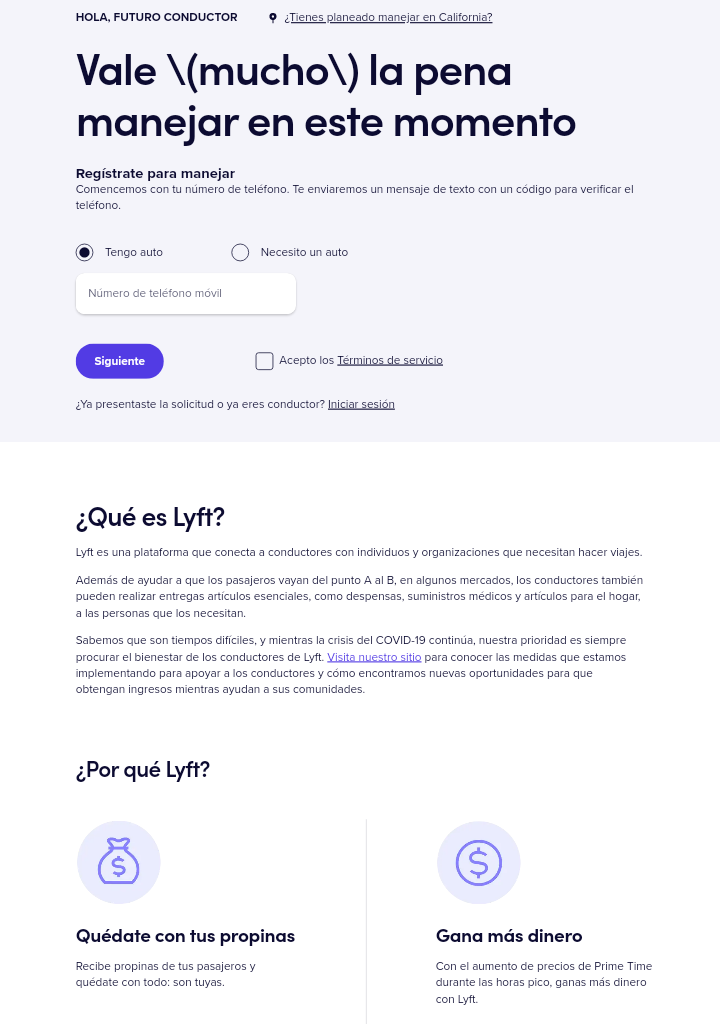 HOLA, FUTURO CONDUCTOR
¿Tienes planeado manejar en California?
Vale \(mucho\) la pena
manejar en este momento
Regístrate para manejar
Comencemos con tu número de teléfono. Te enviaremos un mensaje de texto con un código para verificar el
teléfono.
Tengo auto
Necesito un auto
Número de teléfono móvil
Siguiente
Acepto los Términos de servicio
¿Ya presentaste la solicitud o ya eres conductor? Iniciar sesión
¿Qué es Lyft?
Lyft es una plataforma que conecta a conductores con individuos y organizaciones que necesitan hacer viajes.
Además de ayudar a que los pasajeros vayan del punto A al B, en algunos mercados, los conductores también
pueden realizar entregas artículos esenciales, como despensas, suministros médicos y artículos para el hogar,
a las personas que los necesitan.
Sabemos que son tiempos difíciles, y mientras la crisis del COVID-19 continúa, nuestra prioridad es siempre
procurar el bienestar de los conductores de Lyft. Visita nuestro sitio para conocer las medidas que estamos
implementando para apoyar a los conductores y cómo encontramos nuevas oportunidades para que
obtengan ingresos mientras ayudan a sus comunidades.
¿Por qué Lyft?
Quédate con tus propinas
Recibe propinas de tus pasajeros y
quédate con todo: son tuyas.
Gana más dinero
Con el aumento de precios de Prime Time
durante las horas pico, ganas más dinero
con Lyft.